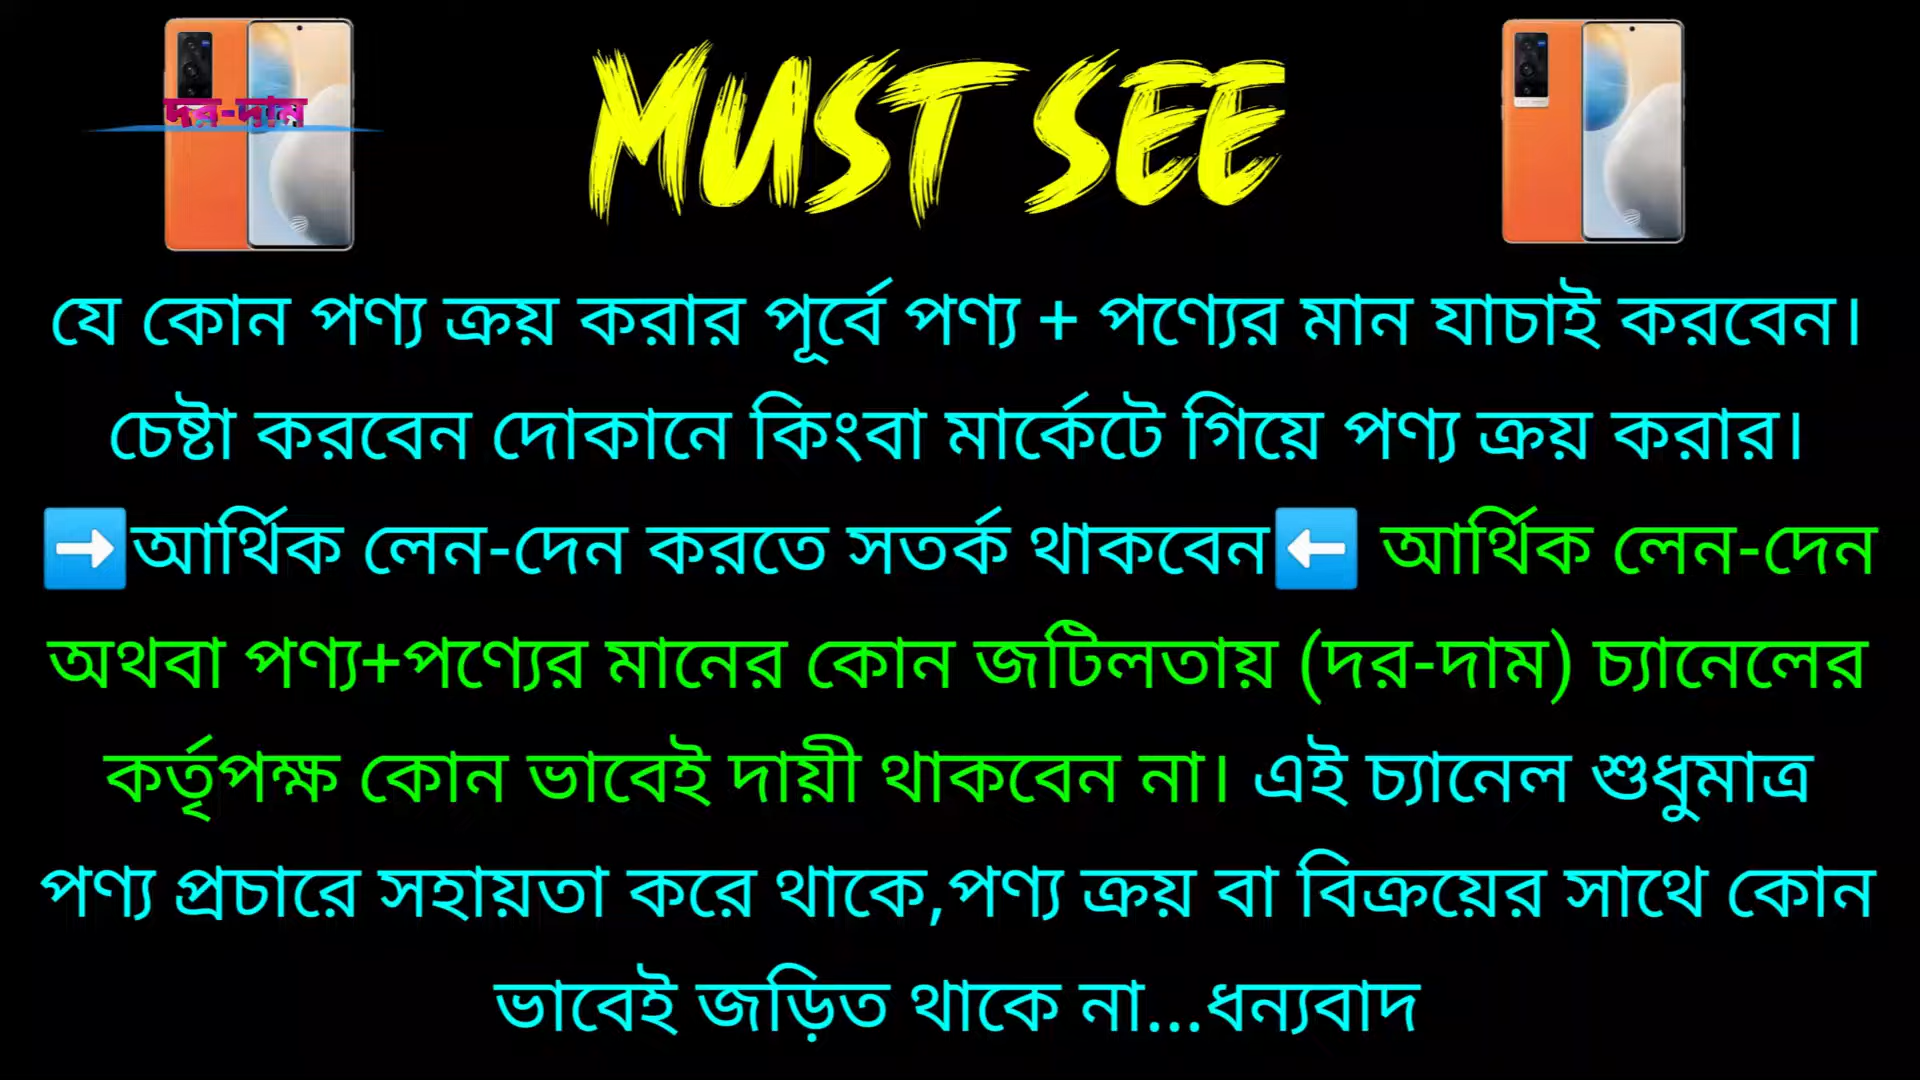 দর-দাম
MUST SEE
যে কোন পণ্য ক্রয় করার পূর্বে পণ্য + পণ্যের মান যাচাই করবেন।
চেষ্টা করবেন দোকানে কিংবা মার্কেটে গিয়ে পণ্য ক্রয় করার।
➡আর্থিক লেন-দেন করতে সতর্ক থাকবেন⬅ আর্থিক লেন-দেন
অথবা পণ্য+পণ্যের মানের কোন জটিলতায় (দর-দাম) চ্যানেলের
কর্তৃপক্ষ কোন ভাবেই দায়ী থাকবেন না। এই চ্যানেল শুধুমাত্র
পণ্য প্রচারে সহায়তা করে থাকে,পণ্য ক্রয় বা বিক্রয়ের সাথে কোন
ভাবেই জড়িত থাকে না...ধন্যবাদ